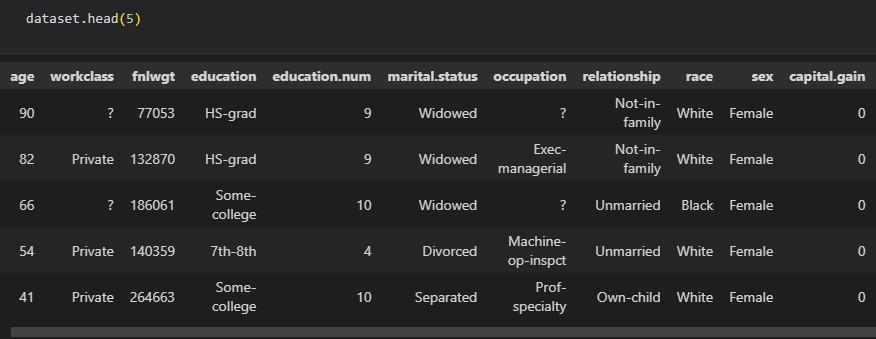 dataset.head(5)
age workclass fnlwgt education education.num marital.status occupation relationship race sex capital.gain
90 ? 77053 HS-grad 9 Widowed ? Not-in-family White Female 0
82 Private 132870 HS-grad 9 Widowed Exec-managerial Not-in-family White Female 0
66 ? 186061 Some-college 10 Widowed ? Unmarried Black Female 0
54 Private 140359 7th-8th 4 Divorced Machine-op-inspct Unmarried White Female 0
41 Private 264663 Some-college 10 Separated Prof-specialty Own-child White Female 0